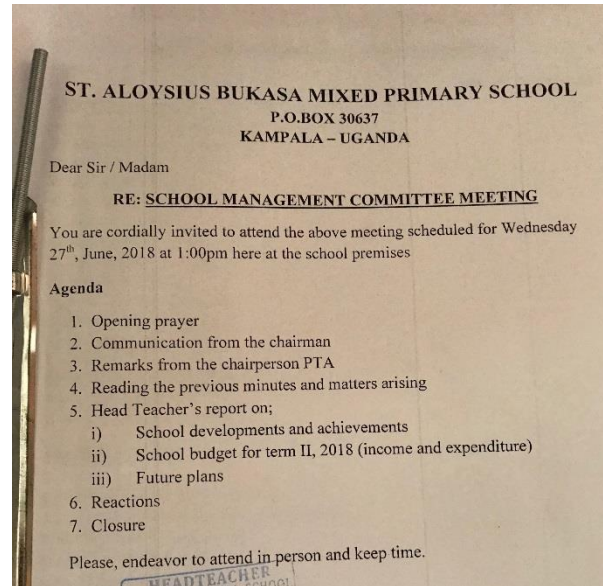 ST. ALOYSIUS BUKASA MIXED PRIMARY SCHOOL
P.O.BOX 30637
KAMPALA – UGANDA
Dear Sir / Madam
RE: SCHOOL MANAGEMENT COMMITTEE MEETING
You are cordially invited to attend the above meeting scheduled for Wednesday
27th, June, 2018 at 1:00pm here at the school premises
Agenda
1. Opening prayer
2. Communication from the chairman
3. Remarks from the chairperson PTA
4. Reading the previous minutes and matters arising
5. Head Teacher's report on;
i) School developments and achievements
ii) School budget for term II, 2018 (income and expenditure)
iii) Future plans
6. Reactions
7. Closure
Please, endeavor to attend in person and keep time.
HEADTEACHER
SCHOOL